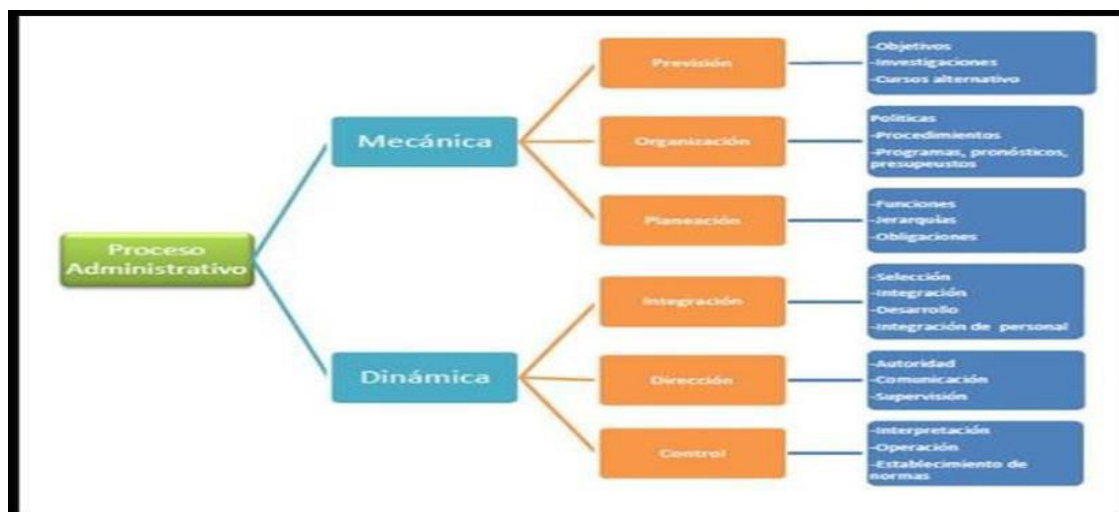 Proceso
Administrativo
Mecánica
Previsión
-Objetivos
-Investigaciones
-Cursos alternativo
Organización
Políticas
-Procedimientos
-Programas, pronósticos,
presupeustos
Planeación
-Funciones
-Jerarquías
-Obligaciones
Dinámica
Integración
-Selección
-Integración
-Desarrollo
-Integración de personal
Dirección
-Autoridad
-Comunicación
-Supervisión
Control
-Interpretación
-Operación
-Establecimiento de
normas